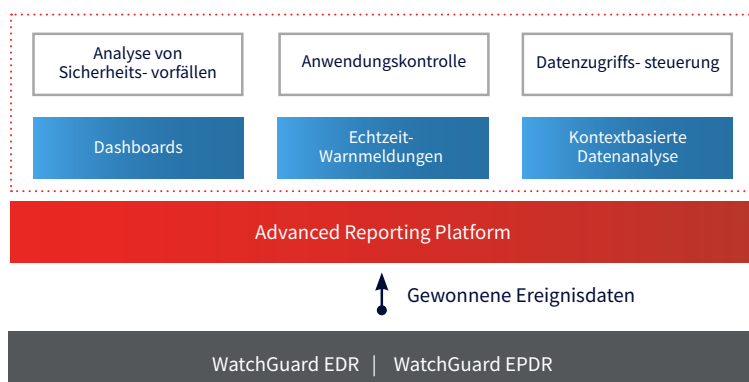 Analyse von
Sicherheits- vorfällen
Anwendungskontrolle
Datenzugriffs- steuerung
Dashboards
Echtzeit-
Warnmeldungen
Kontextbasierte
Datenanalyse
Advanced Reporting Platform
Gewonnene Ereignisdaten
WatchGuard EDR | WatchGuard EPDR